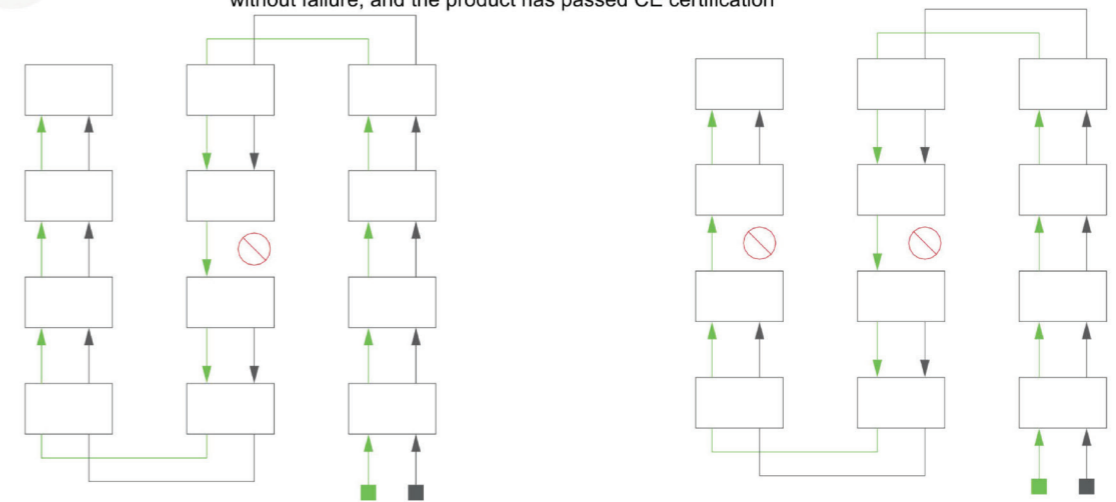 without failure, and the product has passed CE certification